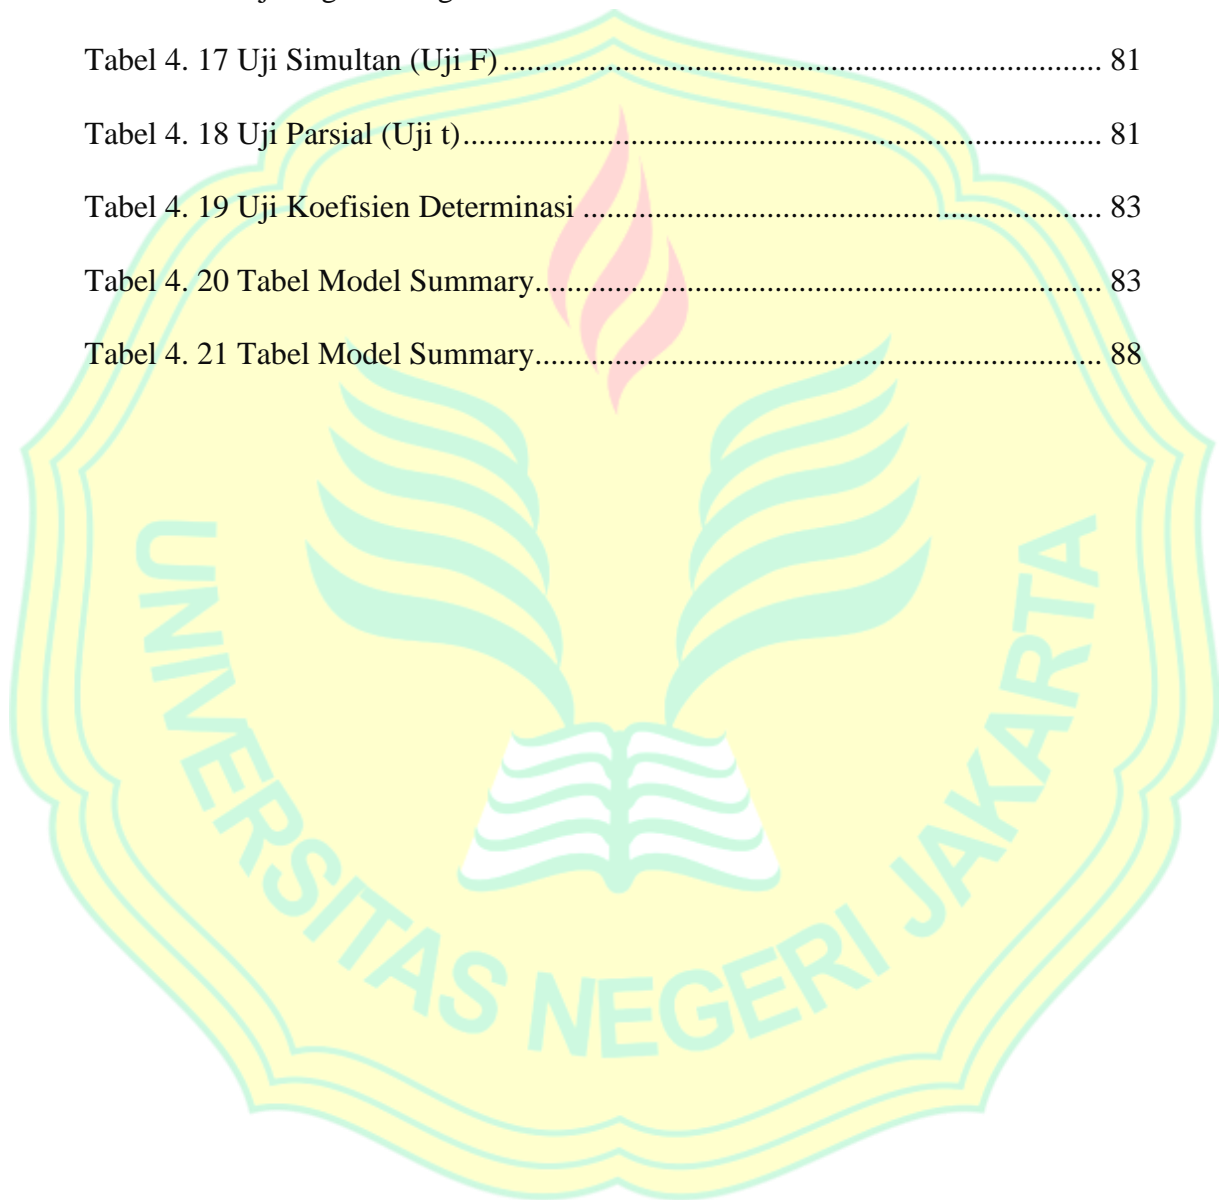 Tabel 4. 17 Uji Simultan (Uji F) ............................................................................ 81
Tabel 4. 18 Uji Parsial (Uji t)................................................................................. 81
Tabel 4. 19 Uji Koefisien Determinasi .................................................................. 83
Tabel 4. 20 Tabel Model Summary........................................................................ 83
Tabel 4. 21 Tabel Model Summary........................................................................ 88
UNIVERSITAS NEGERI JAKARTA